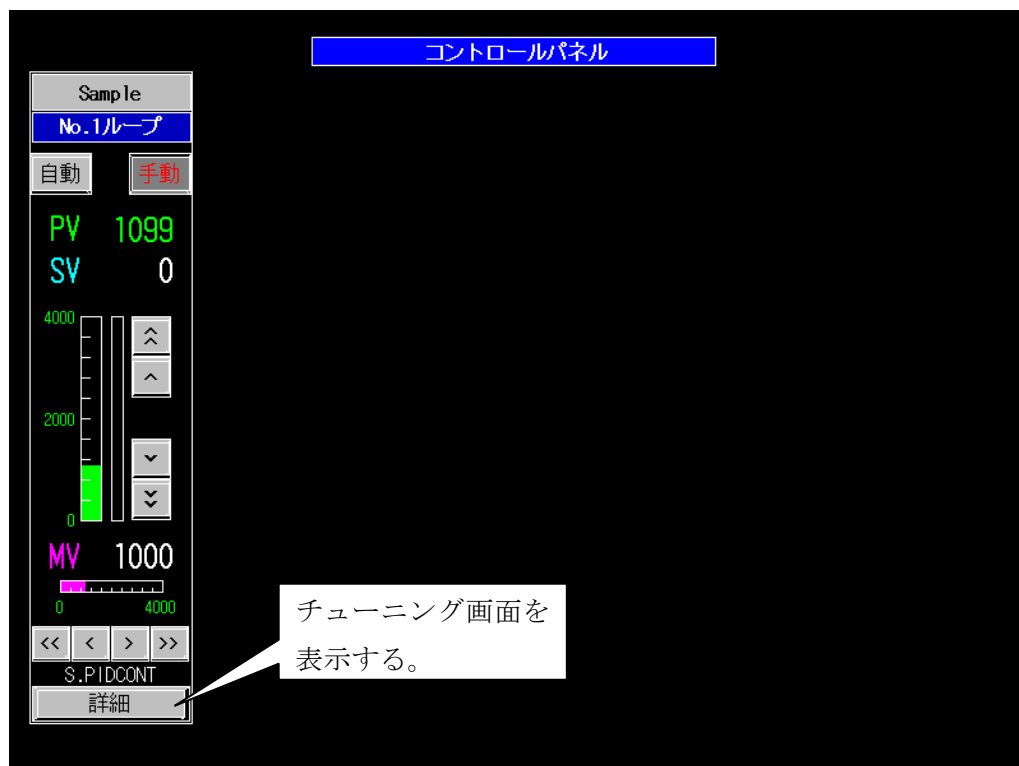 コントロールパネル
Sample
No.1ループ
自動 手動
PV 1099
SV 0
4000
2000
0
MV 1000
0 4000
<< < > >>
S.PIDCONT
詳細
チューニング画面を
表示する。